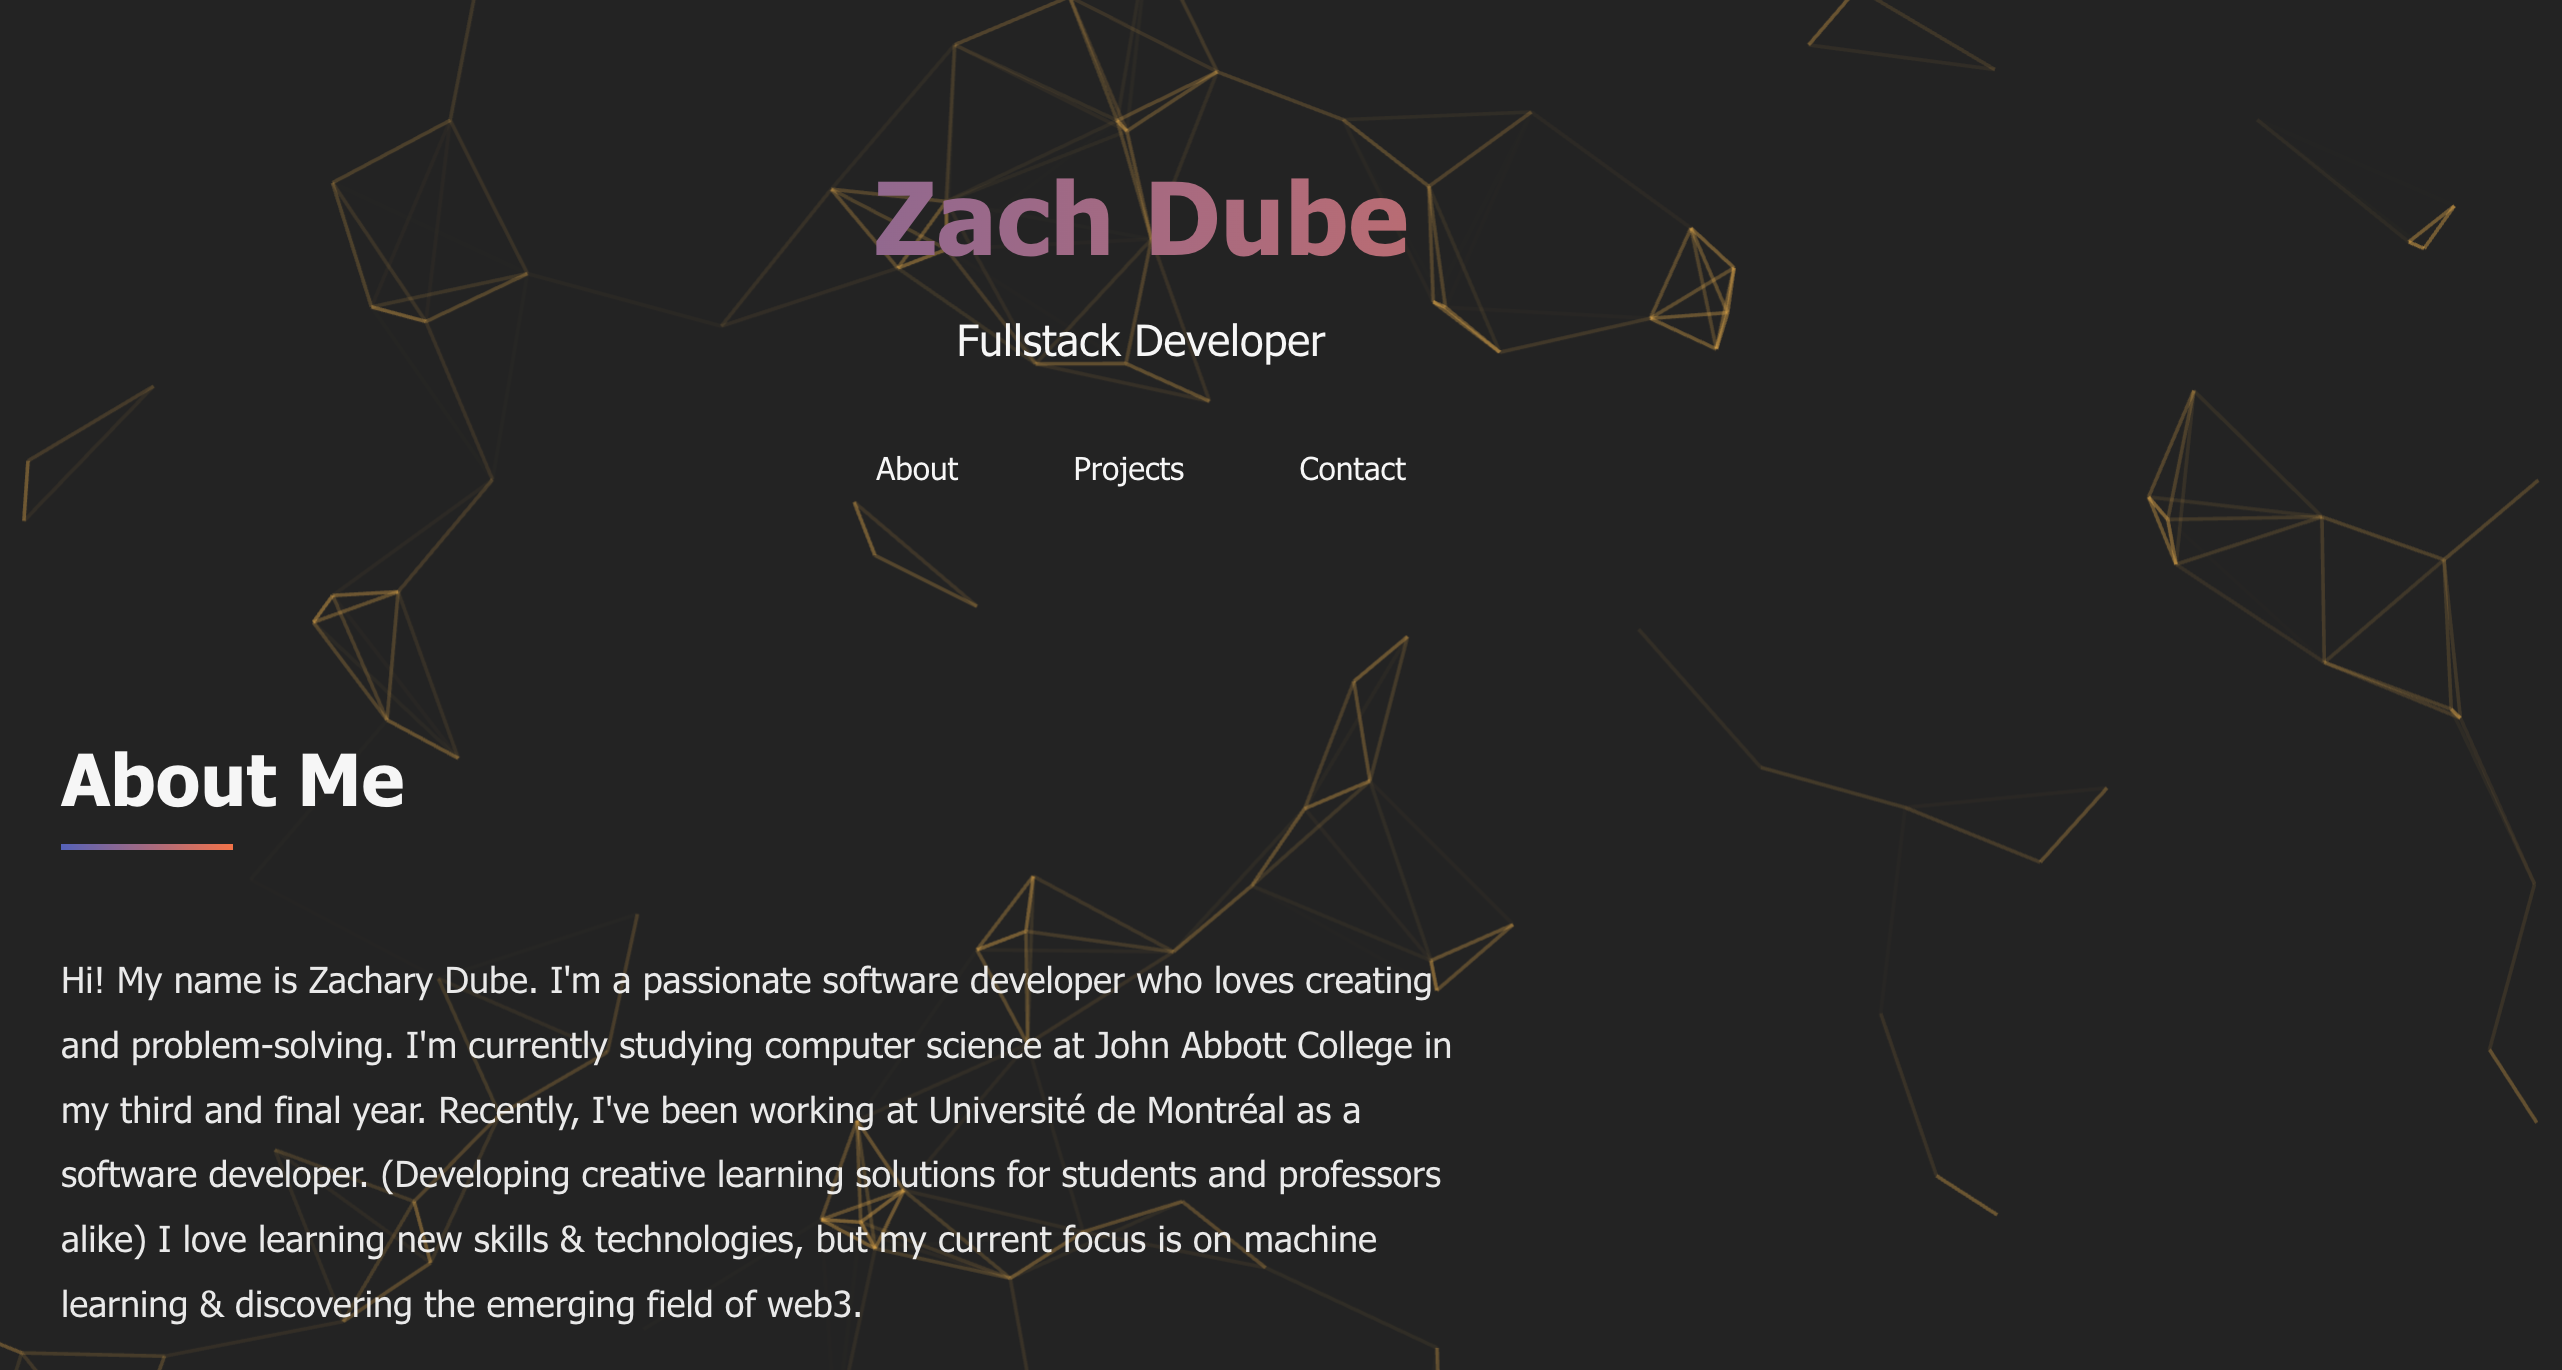 Zach Dube
Fullstack Developer
About Projects Contact
About Me
Hi! My name is Zachary Dube. I'm a passionate software developer who loves creating
and problem-solving. I'm currently studying computer science at John Abbott College in
my third and final year. Recently, I've been working at Université de Montréal as a
software developer. (Developing creative learning solutions for students and professors
alike) I love learning new skills & technologies, but my current focus is on machine
learning & discovering the emerging field of web3.